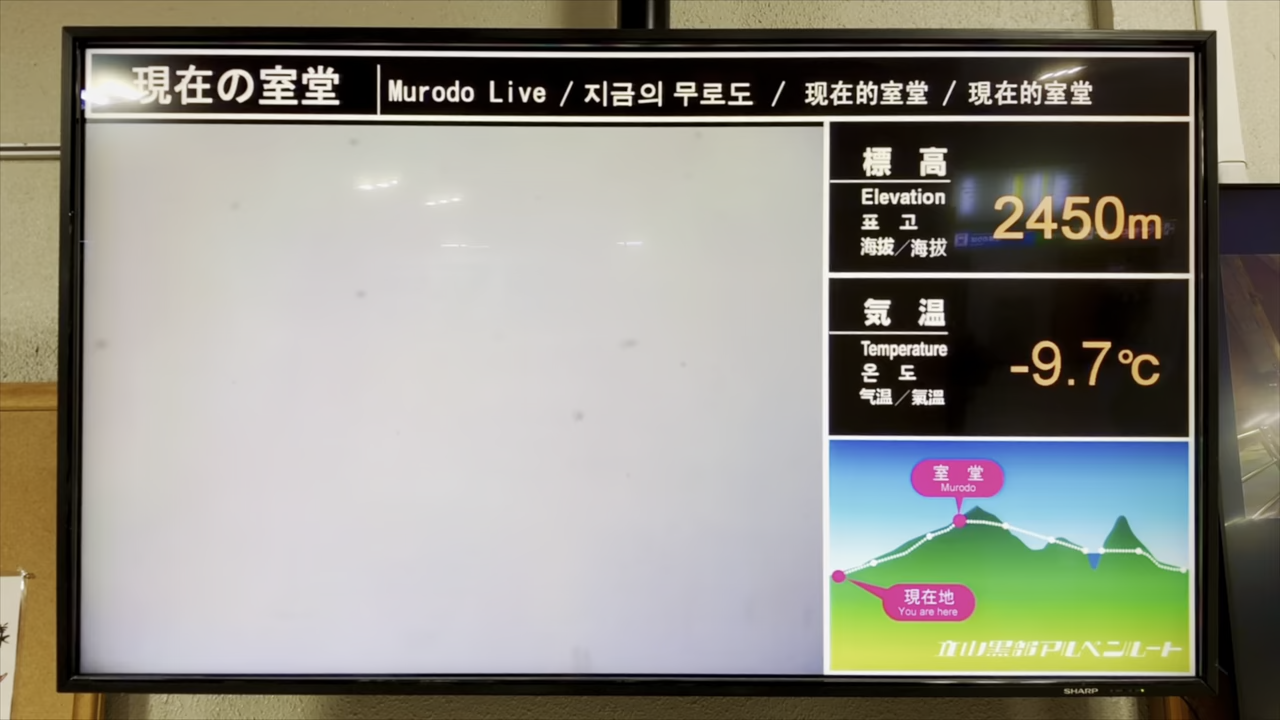 現在の室堂
Murodo Live / 지금의 무로도 / 现在的室堂 / 現在的室堂
標 高
Elevation
표 고
海拔/海拔
2450m
気 温
Temperature
온 도
气温/氣溫
-9.7℃
室 堂
Murodo
現在地
You are here
立山黒部アルペンルート
SHARP